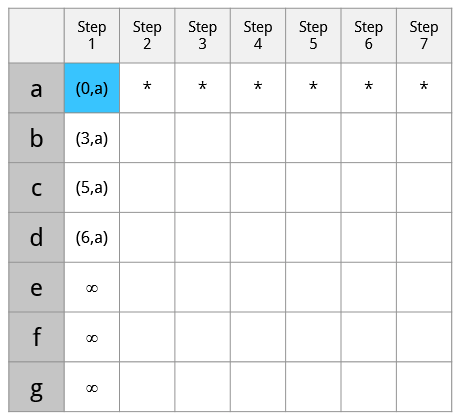 Step 1 Step 2 Step 3 Step 4 Step 5 Step 6 Step 7
a (0,a) * * * * * *
b (3,a)
c (5,a)
d (6,a)
e ∞
f ∞
g ∞